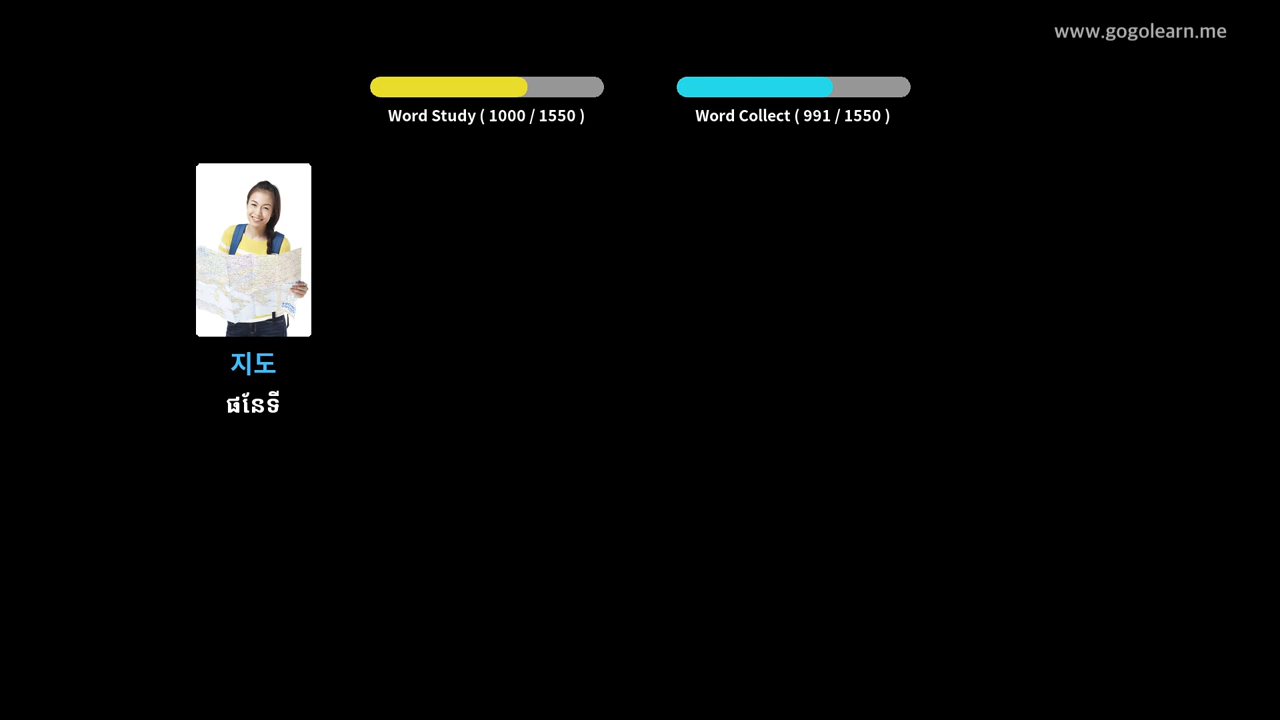 www.gogolearn.me
Word Study ( 1000 / 1550 )
Word Collect ( 991 / 1550 )
지도
ផែនទី